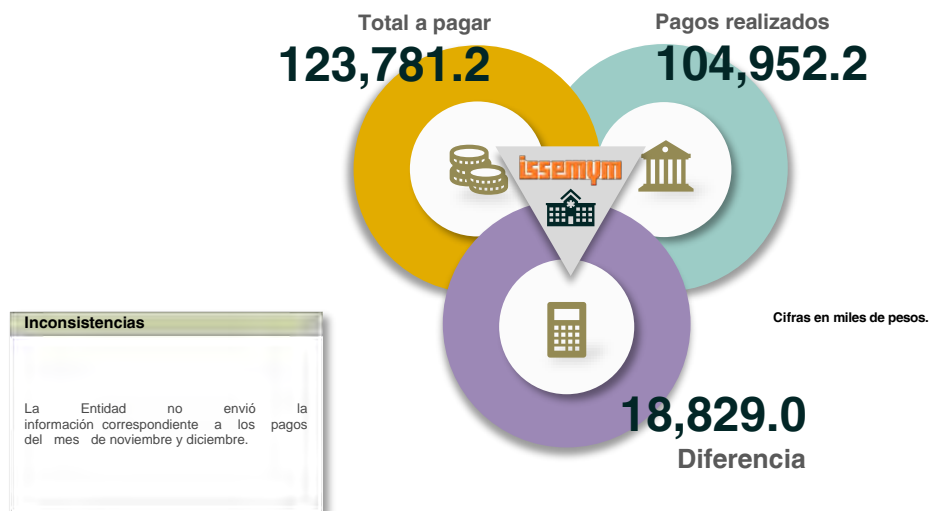 Total a pagar
123,781.2
Pagos realizados
104,952.2
issemym
Cifras en miles de pesos.
Inconsistencias
La Entidad no envió la
información correspondiente a los pagos
del mes de noviembre y diciembre.
18,829.0
Diferencia